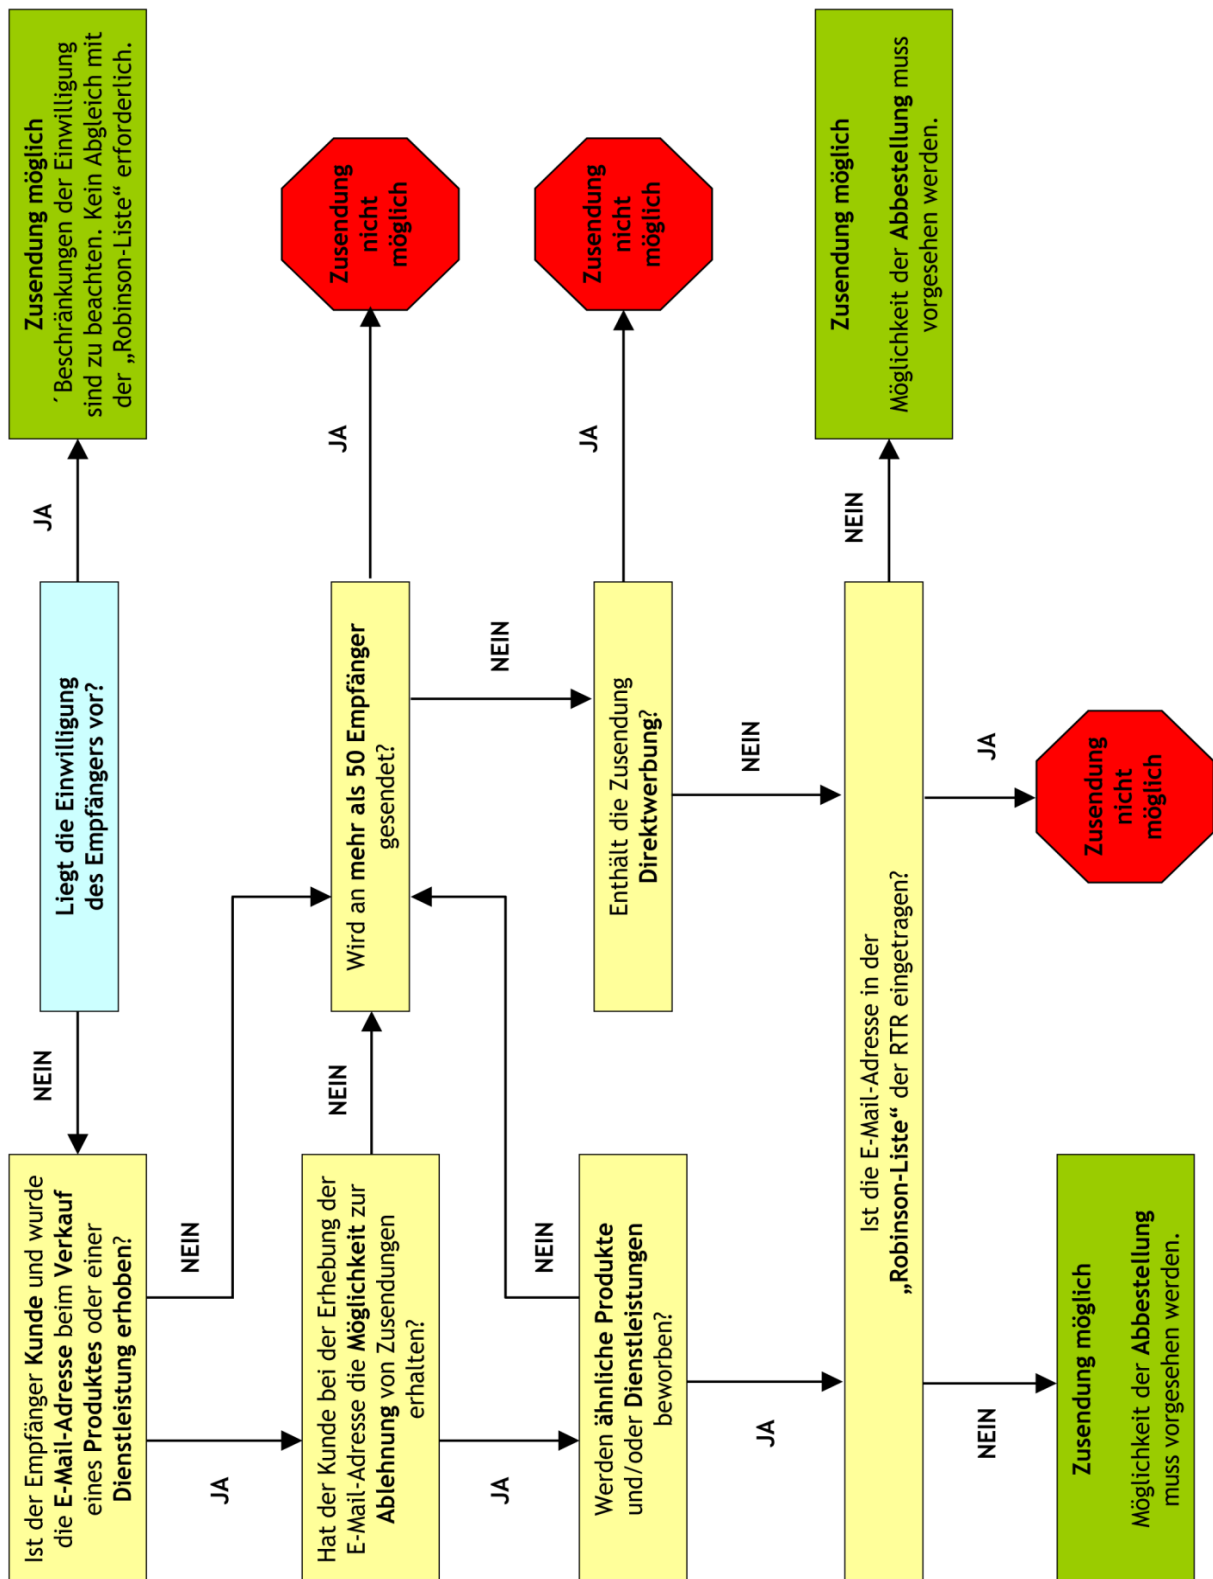 Liegt die Einwilligung
des Empfängers vor?
JA
Zusendung möglich
´Beschränkungen der Einwilligung
sind zu beachten. Kein Abgleich mit
der „Robinson-Liste“ erforderlich.
NEIN
Ist der Empfänger Kunde und wurde
die E-Mail-Adresse beim Verkauf
eines Produktes oder einer
Dienstleistung erhoben?
NEIN
JA
Wird an mehr als 50 Empfänger
gesendet?
JA
Zusendung
nicht
möglich
Hat der Kunde bei der Erhebung der
E-Mail-Adresse die Möglichkeit zur
Ablehnung von Zusendungen
erhalten?
NEIN
JA
NEIN
Werden ähnliche Produkte
und/oder Dienstleistungen
beworben?
NEIN
JA
Enthält die Zusendung
Direktwerbung?
JA
Zusendung
nicht
möglich
NEIN
Ist die E-Mail-Adresse in der
„Robinson-Liste“ der RTR eingetragen?
NEIN
Zusendung möglich
Möglichkeit der Abbestellung muss
vorgesehen werden.
NEIN
Zusendung möglich
Möglichkeit der Abbestellung
muss vorgesehen werden.
JA
Zusendung
nicht
möglich